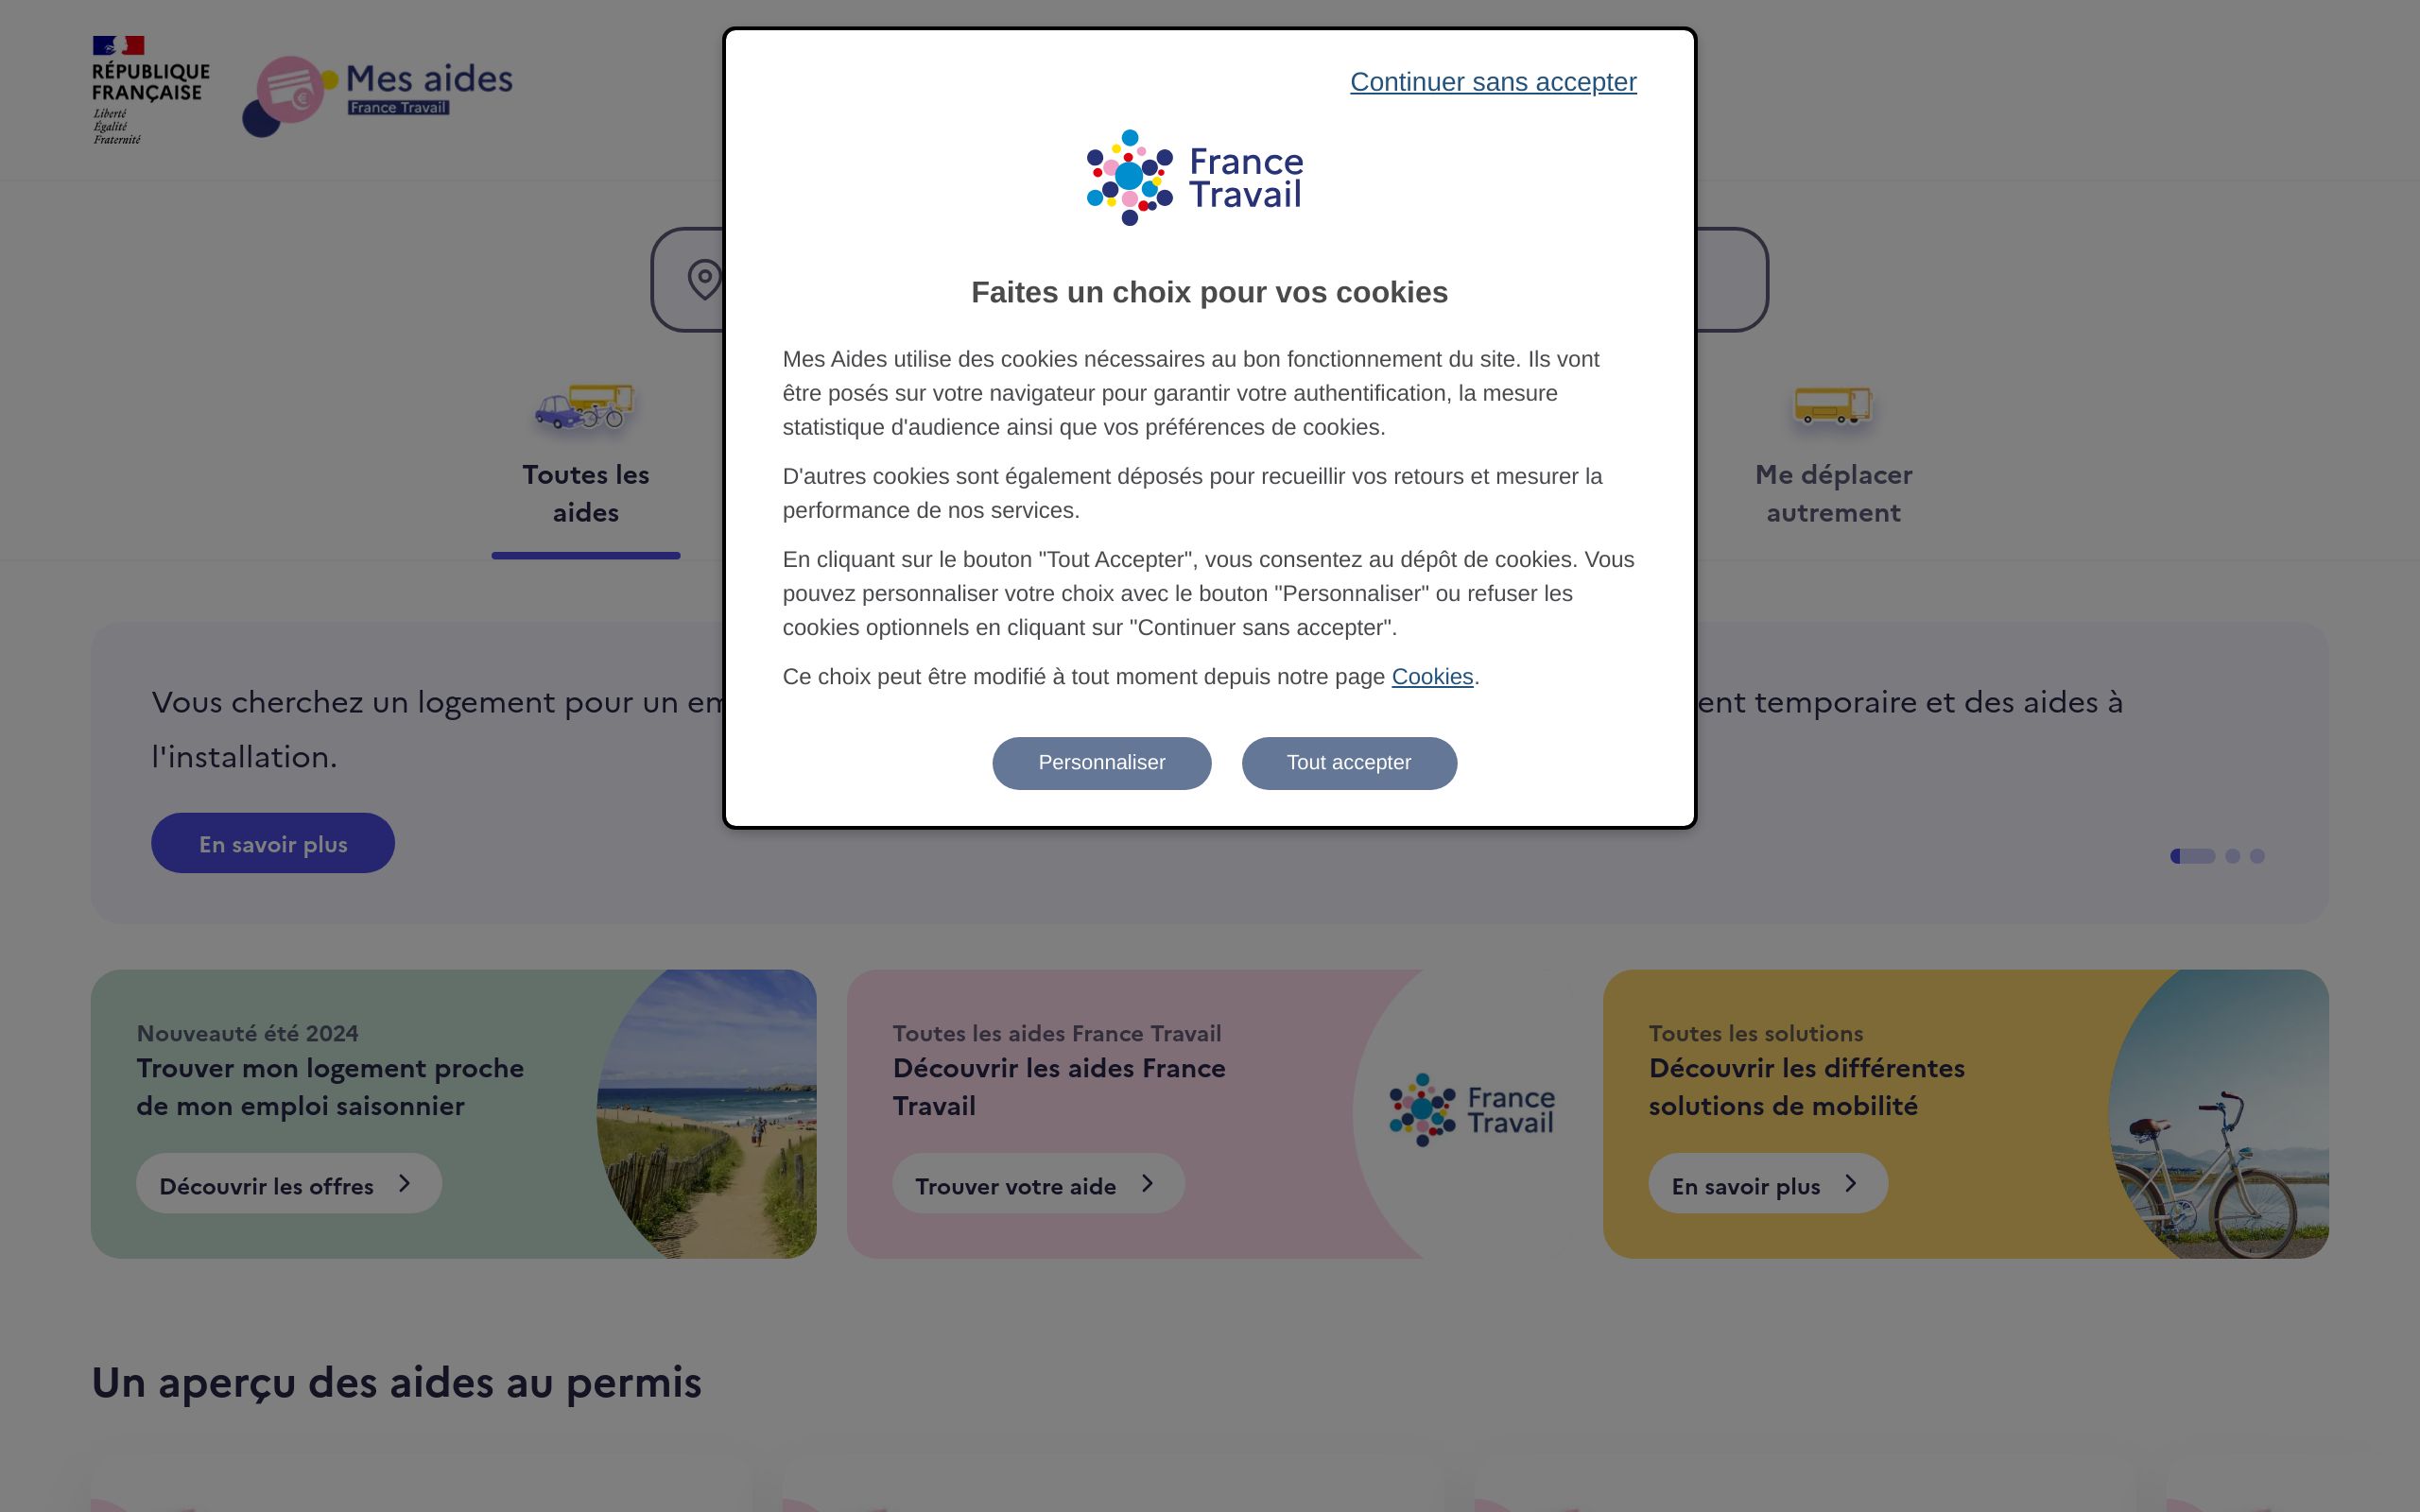 RÉPUBLIQUE
FRANÇAISE
Liberté
Égalité
Fraternité
Mes aides
France Travail
Continuer sans accepter
France
Travail
Faites un choix pour vos cookies
Mes Aides utilise des cookies nécessaires au bon fonctionnement du site. Ils vont
être posés sur votre navigateur pour garantir votre authentification, la mesure
statistique d'audience ainsi que vos préférences de cookies.
D'autres cookies sont également déposés pour recueillir vos retours et mesurer la
performance de nos services.
En cliquant sur le bouton "Tout Accepter", vous consentez au dépôt de cookies. Vous
pouvez personnaliser votre choix avec le bouton "Personnaliser" ou refuser les
cookies optionnels en cliquant sur "Continuer sans accepter".
Ce choix peut être modifié à tout moment depuis notre page Cookies.
Personnaliser
Tout accepter
Toutes les
aides
Me déplacer
autrement
Vous cherchez un logement pour un
temporaire et des aides à
l'installation.
En savoir plus
Nouveauté été 2024
Trouver mon logement proche
de mon emploi saisonnier
Découvrir les offres
Toutes les aides France Travail
Découvrir les aides France
Travail
Trouver votre aide
France
Travail
Toutes les solutions
Découvrir les différentes
solutions de mobilité
En savoir plus
Un aperçu des aides au permis